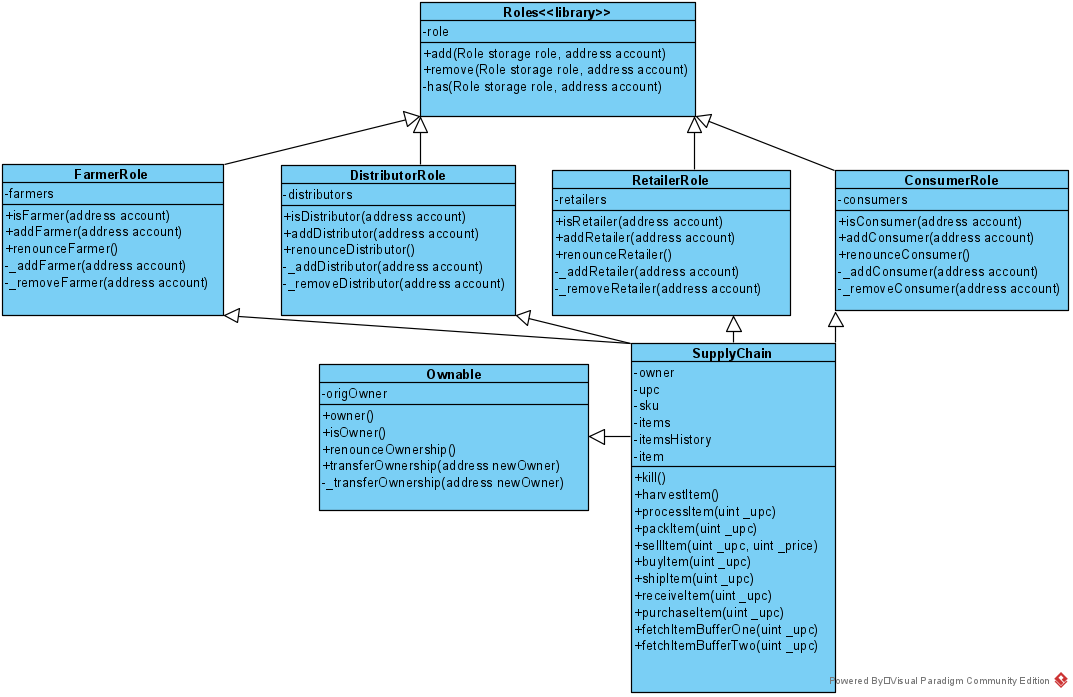 Roles<<library>>
-role
+add(Role storage role, address account)
+remove(Role storage role, address account)
-has(Role storage role, address account)
FarmerRole
-farmers
+isFarmer(address account)
+addFarmer(address account)
+renounceFarmer()
-_addFarmer(address account)
-_removeFarmer(address account)
DistributorRole
-distributors
+isDistributor(address account)
+addDistributor(address account)
+renounceDistributor()
-_addDistributor(address account)
-_removeDistributor(address account)
RetailerRole
-retailers
+isRetailer(address account)
+addRetailer(address account)
+renounceRetailer()
-_addRetailer(address account)
-_removeRetailer(address account)
ConsumerRole
-consumers
+isConsumer(address account)
+addConsumer(address account)
+renounceConsumer()
-_addConsumer(address account)
-_removeConsumer(address account)
Ownable
-origOwner
+owner()
+isOwner()
+renounceOwnership()
+transferOwnership(address newOwner)
-_transferOwnership(address newOwner)
SupplyChain
-owner
-upc
-sku
-items
-itemsHistory
-item
+kill()
+harvestItem()
+processItem(uint _upc)
+packItem(uint _upc)
+sellItem(uint _upc, uint _price)
+buyItem(uint _upc)
+shipItem(uint _upc)
+receiveItem(uint _upc)
+purchaseItem(uint _upc)
+fetchItemBufferOne(uint _upc)
+fetchItemBufferTwo(uint _upc)
Powered By□Visual Paradigm Community Edition